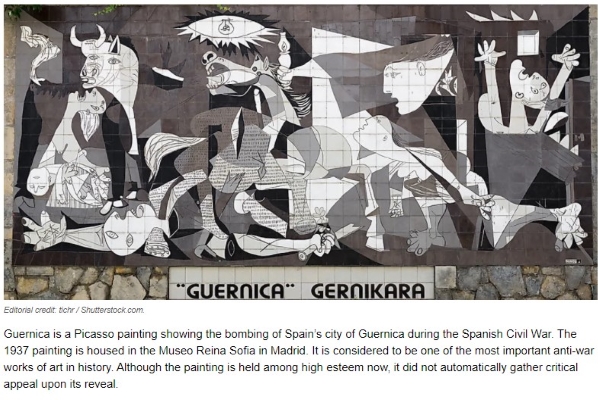 "GUERNICA" GERNIKARA
Editorial credit: tichr / Shutterstock.com.
Guernica is a Picasso painting showing the bombing of Spain's city of Guernica during the Spanish Civil War. The
1937 painting is housed in the Museo Reina Sofia in Madrid. It is considered to be one of the most important anti-war
works of art in history. Although the painting is held among high esteem now, it did not automatically gather critical
appeal upon its reveal.